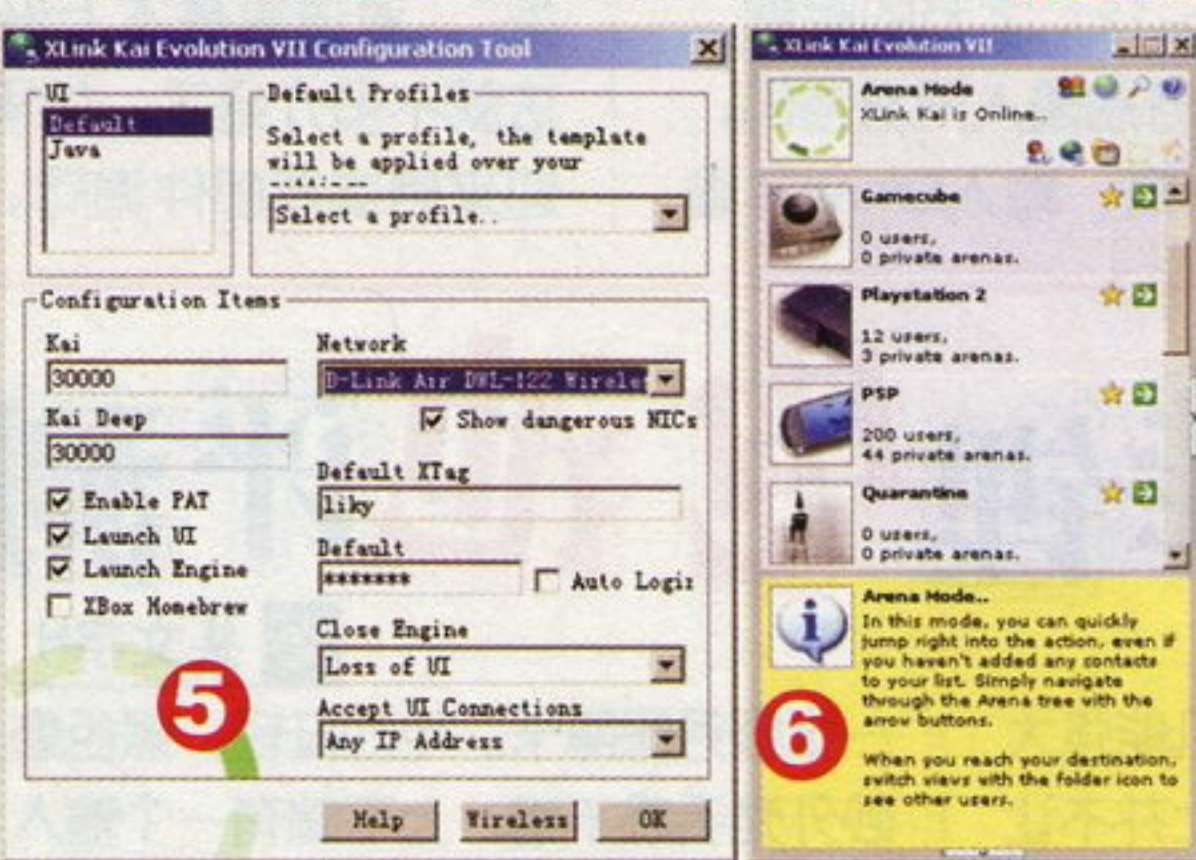 XLink Kai Evolution VII Configuration Tool
UI
Default
Java
Default Profiles
Select a profile, the template
will be applied over your
Select a profile..
Configuration Items
Kai
30000
Kai Deep
30000
Enable PAT
Launch UI
Launch Engine
XBox Homebrew
Network
D-Link Air DWL-122 Wireles
Show dangerous NICs
Default XTag
liky
Default
*******
Auto Logi
Close Engine
Loss of UI
Accept UI Connections
Any IP Address
Help
Wireless
OK
5
XLink Kai Evolution VII
Arena Mode
XLink Kai is Online..
Gamecube
0 users,
0 private arenas.
Playstation 2
12 users,
3 private arenas.
PSP
200 users,
44 private arenas.
Quarantine
0 users,
0 private arenas.
Arena Mode..
In this mode, you can quickly
jump right into the action, even if
you haven't added any contacts
to your list. Simply navigate
through the Arena tree with the
arrow buttons.
When you reach your destination,
switch views with the folder icon to
see other users.
6